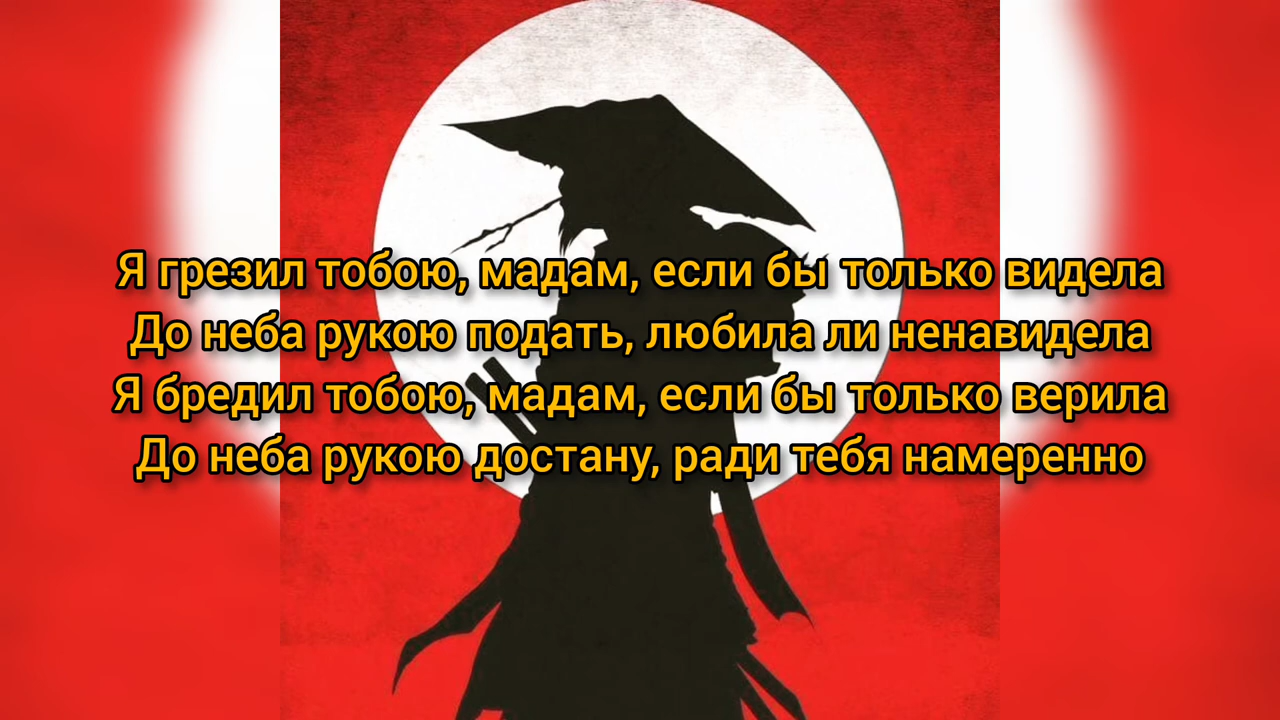 Я грезил тобою, мадам, если бы только видела
До неба рукою подать, любила ли ненавидела
Я бредил тобою, мадам, если бы только верила
До неба рукою достану, ради тебя намеренно